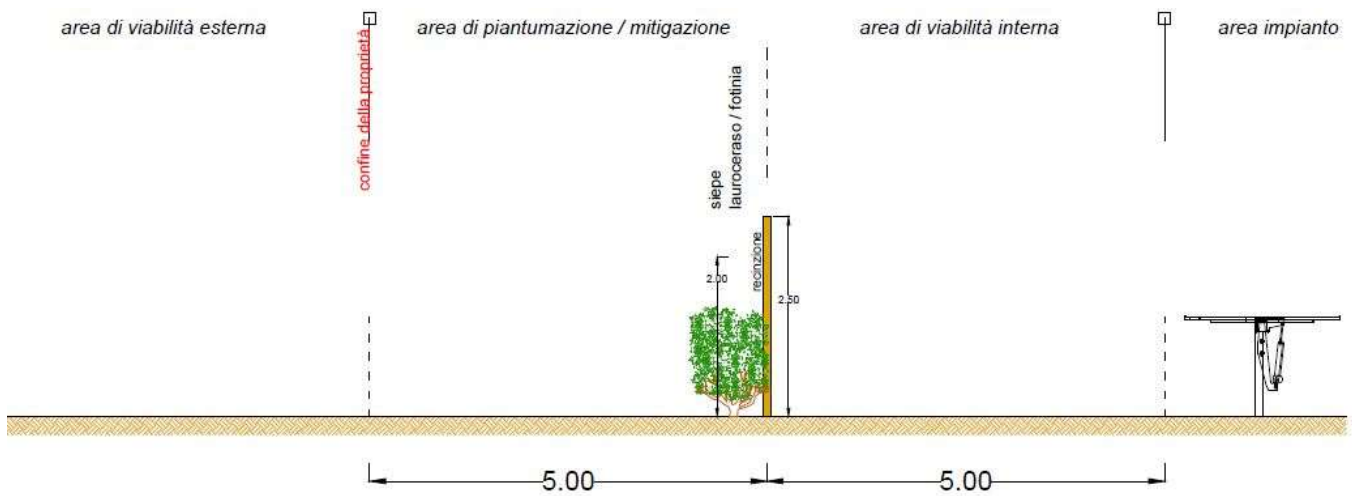 area di viabilità esterna
area di piantumazione / mitigazione
area di viabilità interna
area impianto
confine della proprietà
siepe
lauroceraso / fotinia
recinzione
2.00
2.50
5.00
5.00